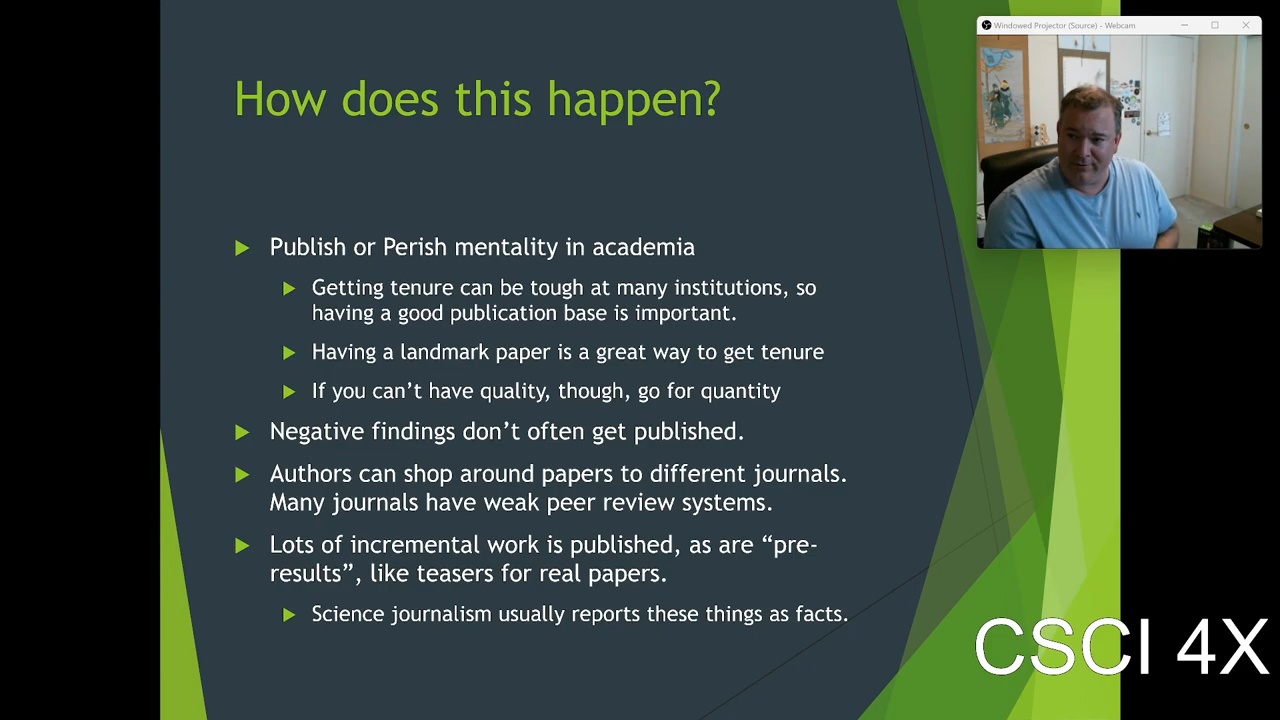 Windowed Projector (Source) - Webcam
How does this happen?
Publish or Perish mentality in academia
Getting tenure can be tough at many institutions, so
having a good publication base is important.
Having a landmark paper is a great way to get tenure
If you can’t have quality, though, go for quantity
Negative findings don’t often get published.
Authors can shop around papers to different journals.
Many journals have weak peer review systems.
Lots of incremental work is published, as are “pre-
results”, like teasers for real papers.
Science journalism usually reports these things as facts.
CSCI 4X